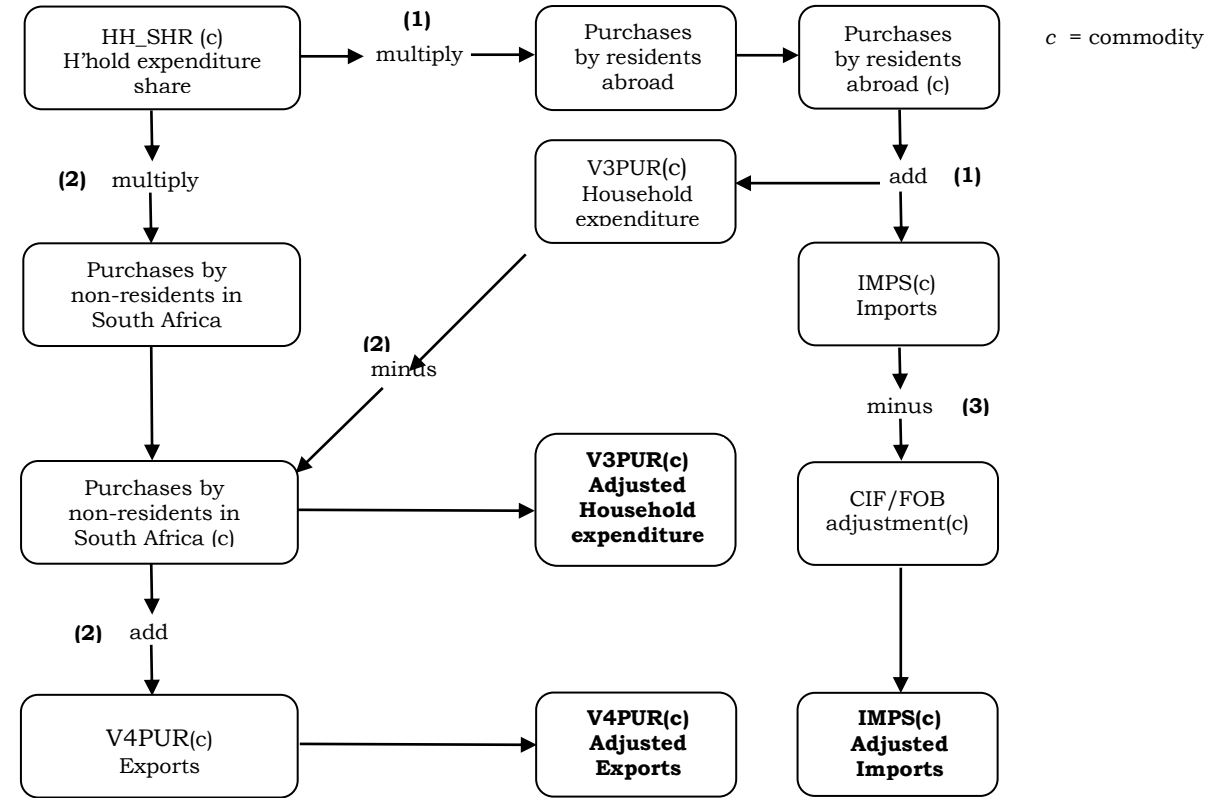 HH_SHR (c)
H'hold expenditure
share
(1)
multiply
Purchases
by residents
abroad
Purchases
by residents
abroad (c)
c = commodity
(2) multiply
V3PUR(c)
Household
expenditure
add (1)
Purchases by
non-residents in
South Africa
IMPS(c)
Imports
(2)
minus
minus (3)
Purchases by
non-residents in
South Africa (c)
V3PUR(c)
Adjusted
Household
expenditure
CIF/FOB
adjustment(c)
(2) add
V4PUR(c)
Exports
V4PUR(c)
Adjusted
Exports
IMPS(c)
Adjusted
Imports